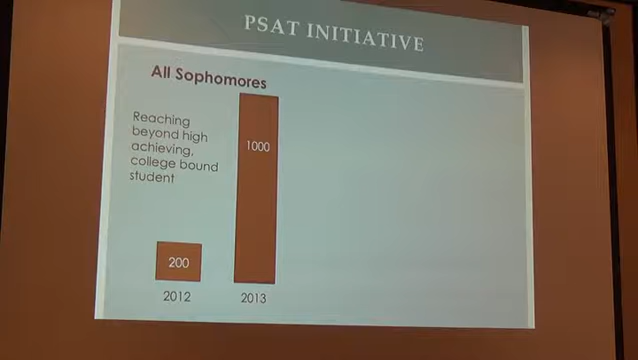 PSAT INITIATIVE
All Sophomores
Reaching
beyond high
achieving,
college bound
student
1000
200
2012
2013